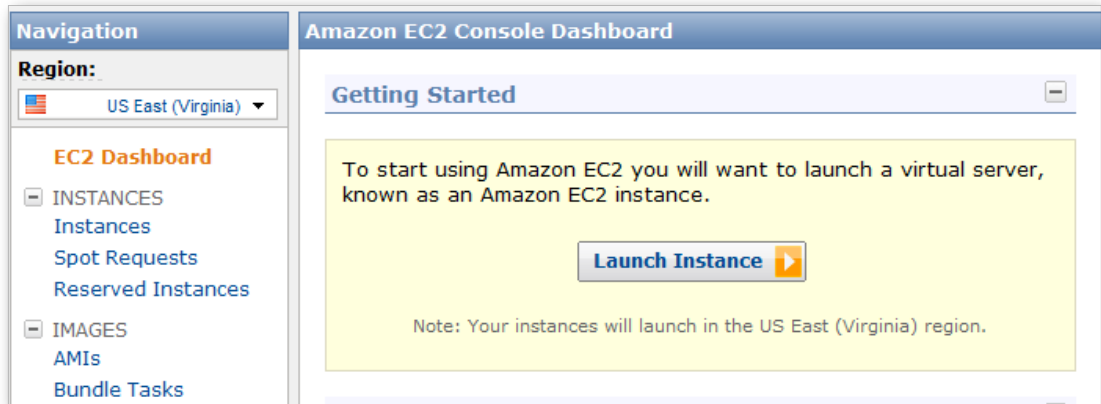 Navigation
Region:
US East (Virginia)
EC2 Dashboard
INSTANCES
Instances
Spot Requests
Reserved Instances
IMAGES
AMIs
Bundle Tasks
Amazon EC2 Console Dashboard
Getting Started
To start using Amazon EC2 you will want to launch a virtual server,
known as an Amazon EC2 instance.
Launch Instance
Note: Your instances will launch in the US East (Virginia) region.